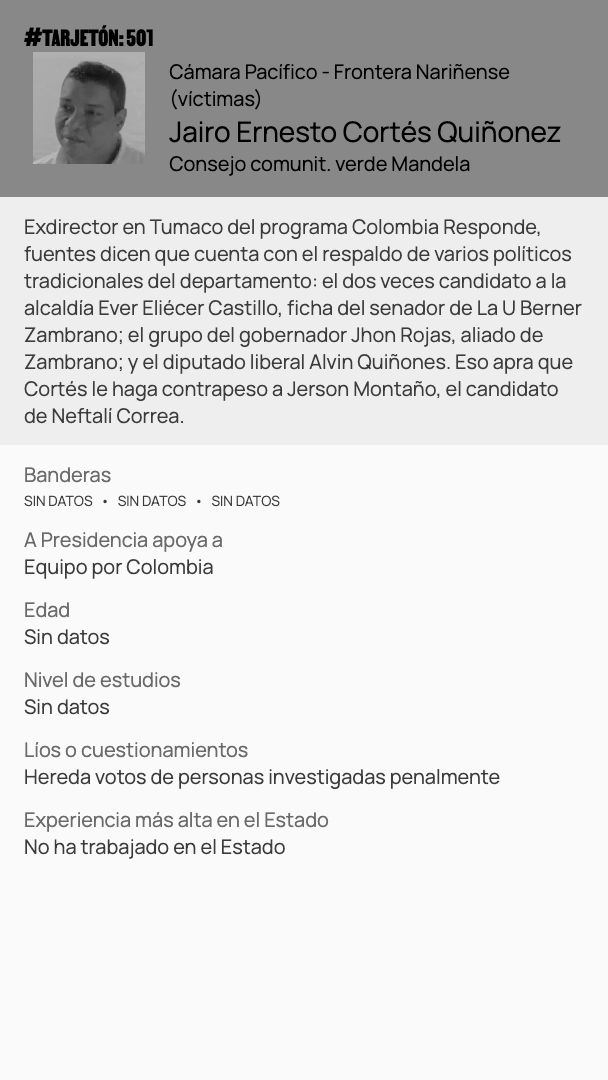 #TARJETÓN: 501
Cámara Pacífico - Frontera Nariñense
(víctimas)
Jairo Ernesto Cortés Quiñonez
Consejo comunit. verde Mandela
Exdirector en Tumaco del programa Colombia Responde,
fuentes dicen que cuenta con el respaldo de varios políticos
tradicionales del departamento: el dos veces candidato a la
alcaldía Ever Eliécer Castillo, ficha del senador de La U Berner
Zambrano; el grupo del gobernador Jhon Rojas, aliado de
Zambrano; y el diputado liberal Alvin Quiñones. Eso apra que
Cortés le haga contrapeso a Jerson Montaño, el candidato
de Neftalí Correa.
Banderas
SIN DATOS • SIN DATOS • SIN DATOS
A Presidencia apoya a
Equipo por Colombia
Edad
Sin datos
Nivel de estudios
Sin datos
Líos o cuestionamientos
Hereda votos de personas investigadas penalmente
Experiencia más alta en el Estado
No ha trabajado en el Estado